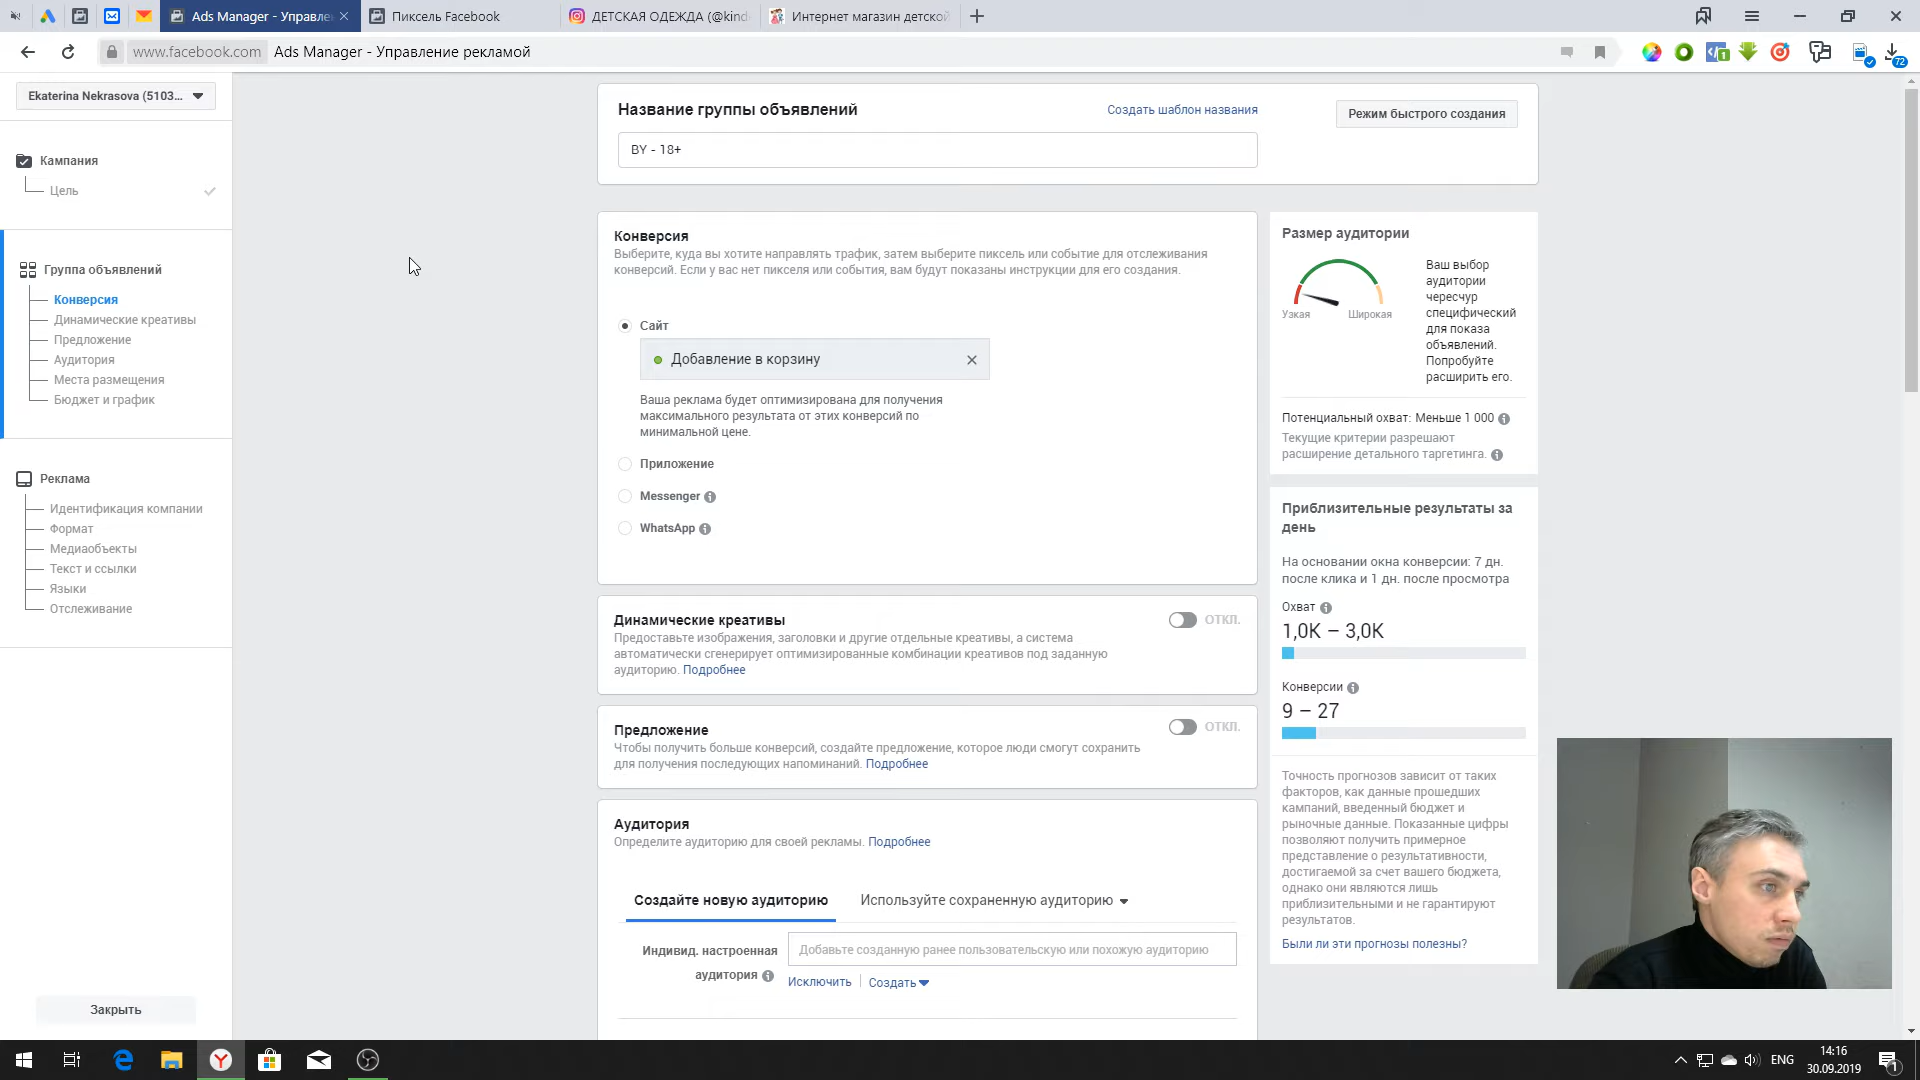 Ads Manager - Управле
Пиксель Facebook
ДЕТСКАЯ ОДЕЖДА (@kind
Интернет магазин детской
www.facebook.com
Ads Manager - Управление рекламой
1
72
Ekaterina Nekrasova (5103...
Кампания
Цель
Группа объявлений
Конверсия
Динамические креативы
Предложение
Аудитория
Места размещения
Бюджет и график
Реклама
Идентификация компании
Формат
Медиаобъекты
Текст и ссылки
Языки
Отслеживание
Закрыть
Название группы объявлений
Создать шаблон названия
Режим быстрого создания
BY - 18+
Конверсия
Выберите, куда вы хотите направлять трафик, затем выберите пиксель или событие для отслеживания
конверсий. Если у вас нет пикселя или события, вам будут показаны инструкции для его создания.
Сайт
Добавление в корзину
Ваша реклама будет оптимизирована для получения
максимального результата от этих конверсий по
минимальной цене.
Приложение
Messenger
WhatsApp
Динамические креативы
ОТКЛ.
Предоставьте изображения, заголовки и другие отдельные креативы, а система
автоматически сгенерирует оптимизированные комбинации креативов под заданную
аудиторию. Подробнее
Предложение
ОТКЛ.
Чтобы получить больше конверсий, создайте предложение, которое люди смогут сохранить
для получения последующих напоминаний. Подробнее
Аудитория
Определите аудиторию для своей рекламы. Подробнее
Создайте новую аудиторию
Используйте сохраненную аудиторию
Индивид. настроенная
аудитория
Добавьте созданную ранее пользовательскую или похожую аудиторию
Исключить
Создать
Размер аудитории
Узкая
Широкая
Ваш выбор
аудитории
чересчур
специфический
для показа
объявлений.
Попробуйте
расширить его.
Потенциальный охват: Меньше 1 000
Текущие критерии разрешают
расширение детального таргетинга.
Приблизительные результаты за
день
На основании окна конверсии: 7 дн.
после клика и 1 дн. после просмотра
Охват
1,0K – 3,0K
Конверсии
9 – 27
Точность прогнозов зависит от таких
факторов, как данные прошедших
кампаний, введенный бюджет и
рыночные данные. Показанные цифры
позволяют получить примерное
представление о результативности,
достигаемой за счет вашего бюджета,
однако они являются лишь
приблизительными и не гарантируют
результатов.
Были ли эти прогнозы полезны?
ENG
14:16
30.09.2019
1